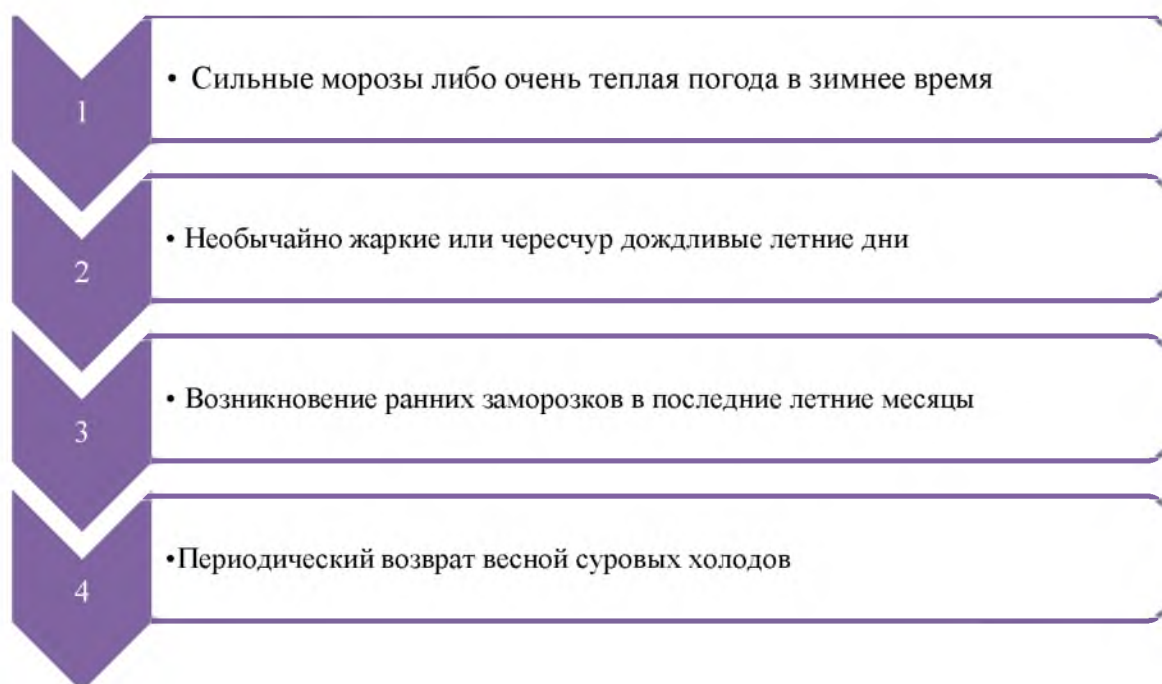 1
• Сильные морозы либо очень теплая погода в зимнее время
2
• Необычайно жаркие или чересчур дождливые летние дни
3
• Возникновение ранних заморозков в последние летние месяцы
4
•Периодический возврат весной суровых холодов